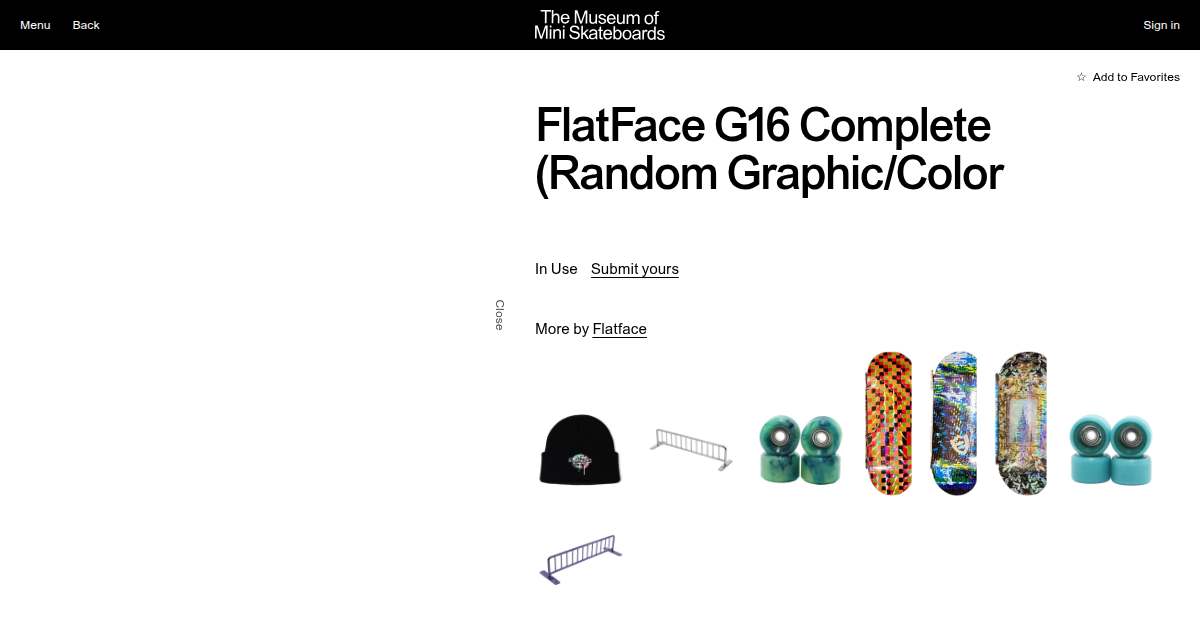 Menu
Back
The Museum of
Mini Skateboards
Sign in
☆ Add to Favorites
FlatFace G16 Complete
(Random Graphic/Color
In Use
Submit yours
Close
More by Flatface